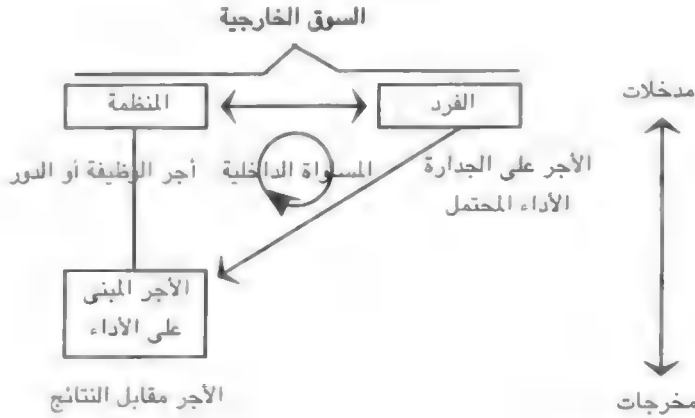 السوق الخارجية
المنظمة
الفرد
مدخلات
أجر الوظيفة أو الدور
المساواة الداخلية
الأجر على الجدارة
الأداء المحتمل
الأجر المبنى
على الأداء
الأجر مقابل النتائج
مخرجات